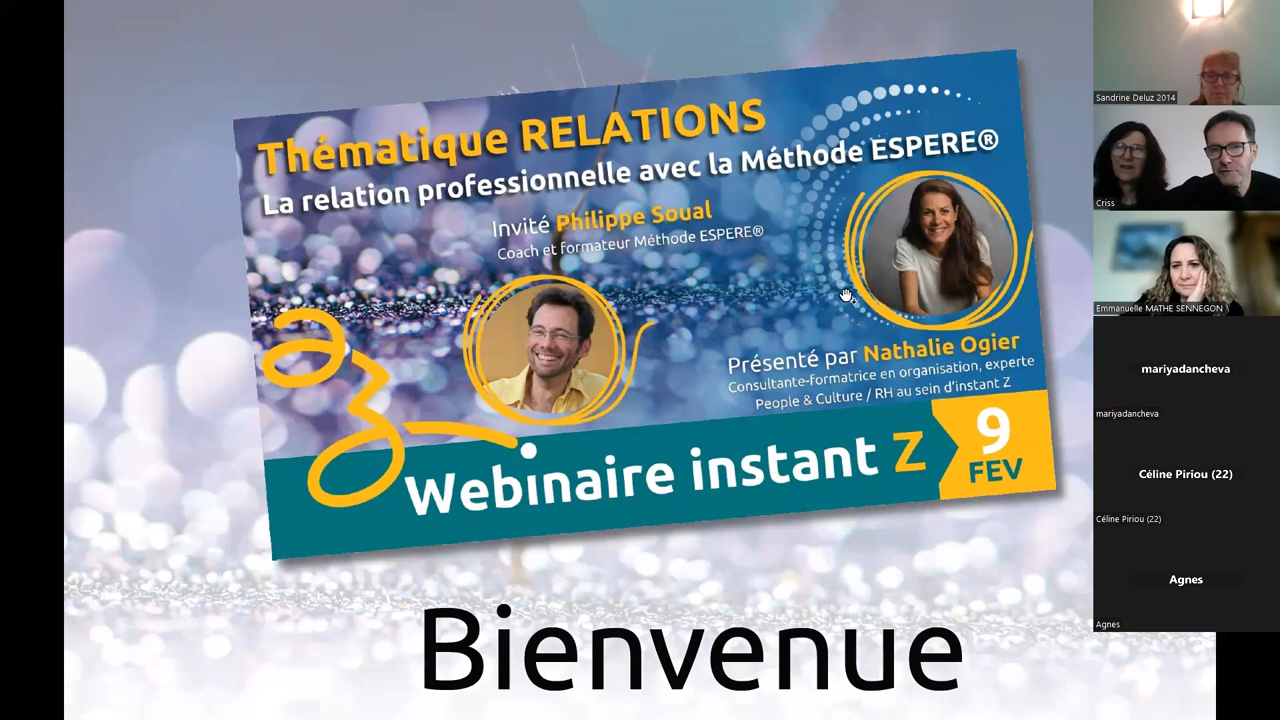 Thématique RELATIONS
La relation professionnelle avec la Méthode ESPERE®
Invité Philippe Soual
Coach et formateur Méthode ESPERE®
Présenté par Nathalie Ogier
Consultante-Formatrice en organisation, experte
People & Culture / RH au sein d'instant Z
Webinaire instant Z
9
FEV
Bienvenue
Sandrine Deluz 2014
Criss
Emmanuelle MATHE SENNEGON
mariyadancheva
mariyadancheva
Céline Piriou (22)
Céline Piriou (22)
Agnes
Agnes